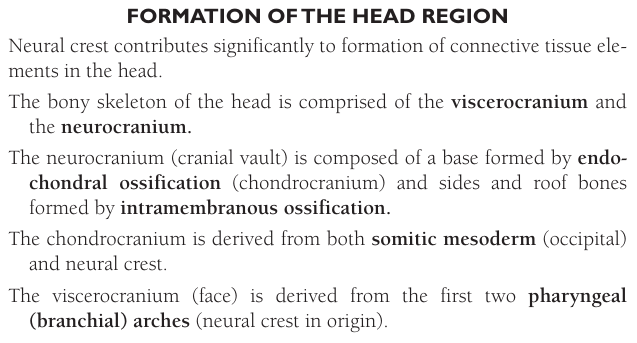 FORMATION OF THE HEAD REGION
Neural crest contributes significantly to formation of connective tissue ele-
ments in the head.
The bony skeleton of the head is comprised of the viscerocranium and
the neurocranium.
The neurocranium (cranial vault) is composed of a base formed by endo-
chondral ossification (chondrocranium) and sides and roof bones
formed by intramembranous ossification.
The chondrocranium is derived from both somitic mesoderm (occipital)
and neural crest.
The viscerocranium (face) is derived from the first two pharyngeal
(branchial) arches (neural crest in origin).